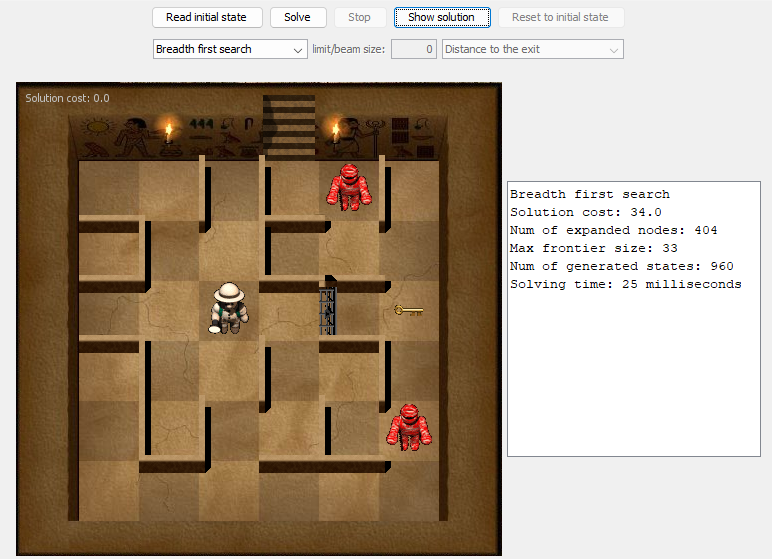 Read initial state
Solve
Stop
Show solution
Reset to initial state
Breadth first search
limit/beam size:
0
Distance to the exit
Solution cost: 0.0
Breadth first search
Solution cost: 34.0
Num of expanded nodes: 404
Max frontier size: 33
Num of generated states: 960
Solving time: 25 milliseconds